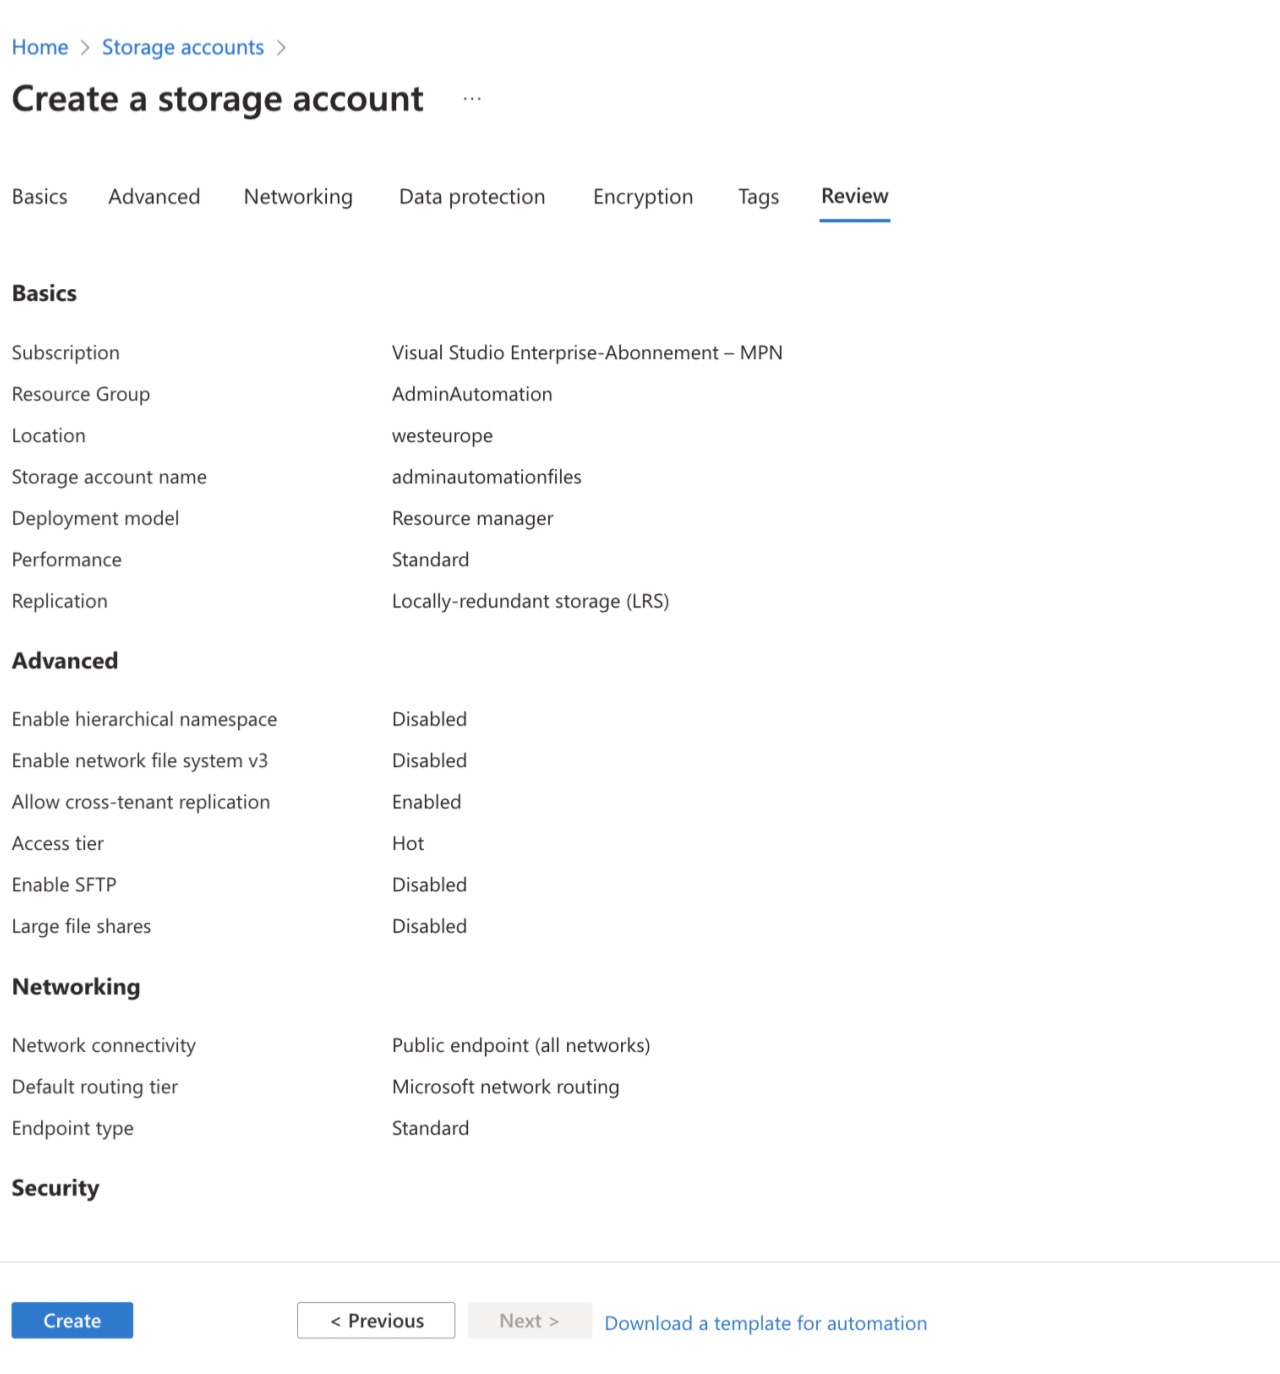 Home > Storage accounts >
Create a storage account ...
Basics Advanced Networking Data protection Encryption Tags Review
Basics
Subscription Visual Studio Enterprise-Abonnement – MPN
Resource Group AdminAutomation
Location westeurope
Storage account name adminautomationfiles
Deployment model Resource manager
Performance Standard
Replication Locally-redundant storage (LRS)
Advanced
Enable hierarchical namespace Disabled
Enable network file system v3 Disabled
Allow cross-tenant replication Enabled
Access tier Hot
Enable SFTP Disabled
Large file shares Disabled
Networking
Network connectivity Public endpoint (all networks)
Default routing tier Microsoft network routing
Endpoint type Standard
Security
Create < Previous Next > Download a template for automation